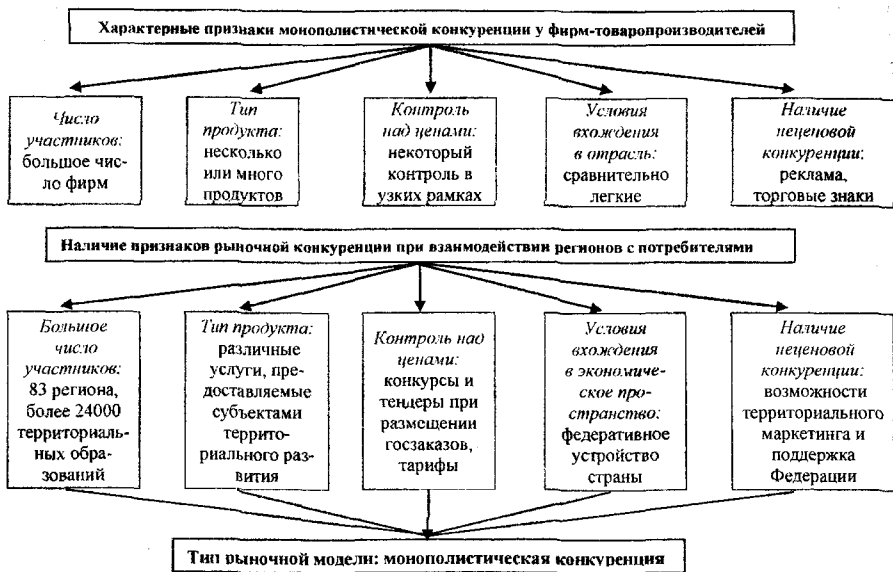 Характерные признаки монополистической конкуренции у фирм-товаропроизводителей
Число
участников:
большое чис-
ло фирм
Тип
продукта:
несколько
или много
продуктов
Контроль
над ценами:
некоторый
контроль в
узких рамках
Условия
вхождения
в отрасль:
сравнительно
легкие
Наличие
неценовой
конкуренции:
реклама,
торговые знаки
Наличие признаков рыночной конкуренции при взаимодействии регионов с потребителями
Большое
число
участников:
83 региона,
более 24000
территориаль-
ных обра-
зований
Тип продукта:
различные
услуги, пре-
доставляемые
субъектами
террито-
риального раз-
вития
Контроль над
ценами:
конкурсы и
тендеры при
размещении
госзаказов,
тарифы
Условия
вхождения
в экономиче-
ское про-
странство:
федеративное
устройство
страны
Наличие
неценовой
конкуренции:
возможности
территориального
маркетинга и
поддержка
Федерации
Тип рыночной модели: монополистическая конкуренция